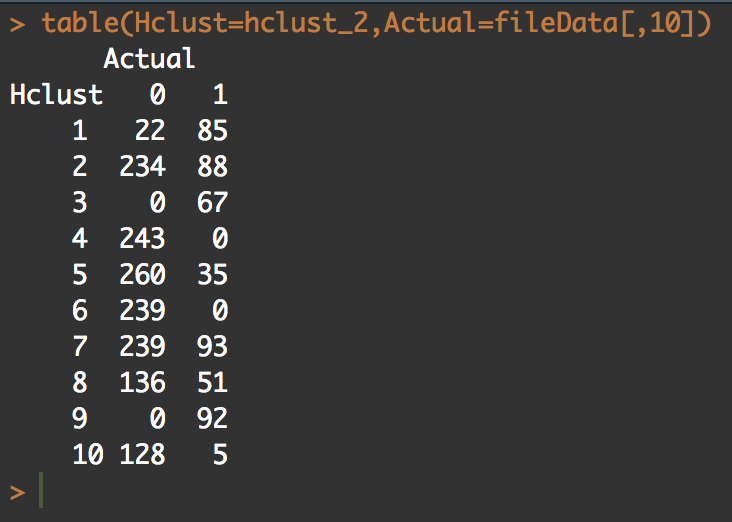 > table(Hclust=hclust_2,Actual=fileData[,10])
Actual
Hclust 0 1
1 22 85
2 234 88
3 0 67
4 243 0
5 260 35
6 239 0
7 239 93
8 136 51
9 0 92
10 128 5
>